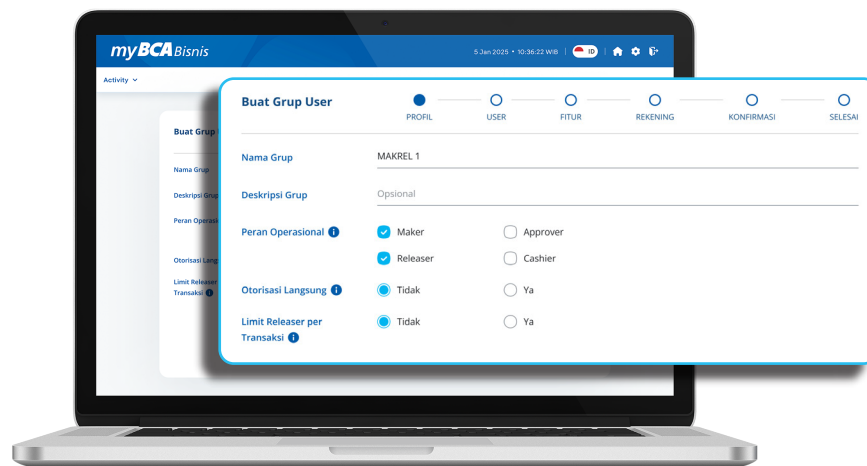 myBCA Bisnis
5 Jan 2025 • 10:36:22 WIB
ID
Activity
Buat Grup
Nama Grup
Deskripsi Grup
Peran Operasi
Otorisasi Lang
Limit Releaser
Transaksi
Buat Grup User
PROFIL
USER
FITUR
REKENING
KONFIRMASI
SELESAI
Nama Grup
MAKREL 1
Deskripsi Grup
Opsional
Peran Operasional
Maker
Approver
Releaser
Cashier
Otorisasi Langsung
Tidak
Ya
Limit Releaser per
Transaksi
Tidak
Ya